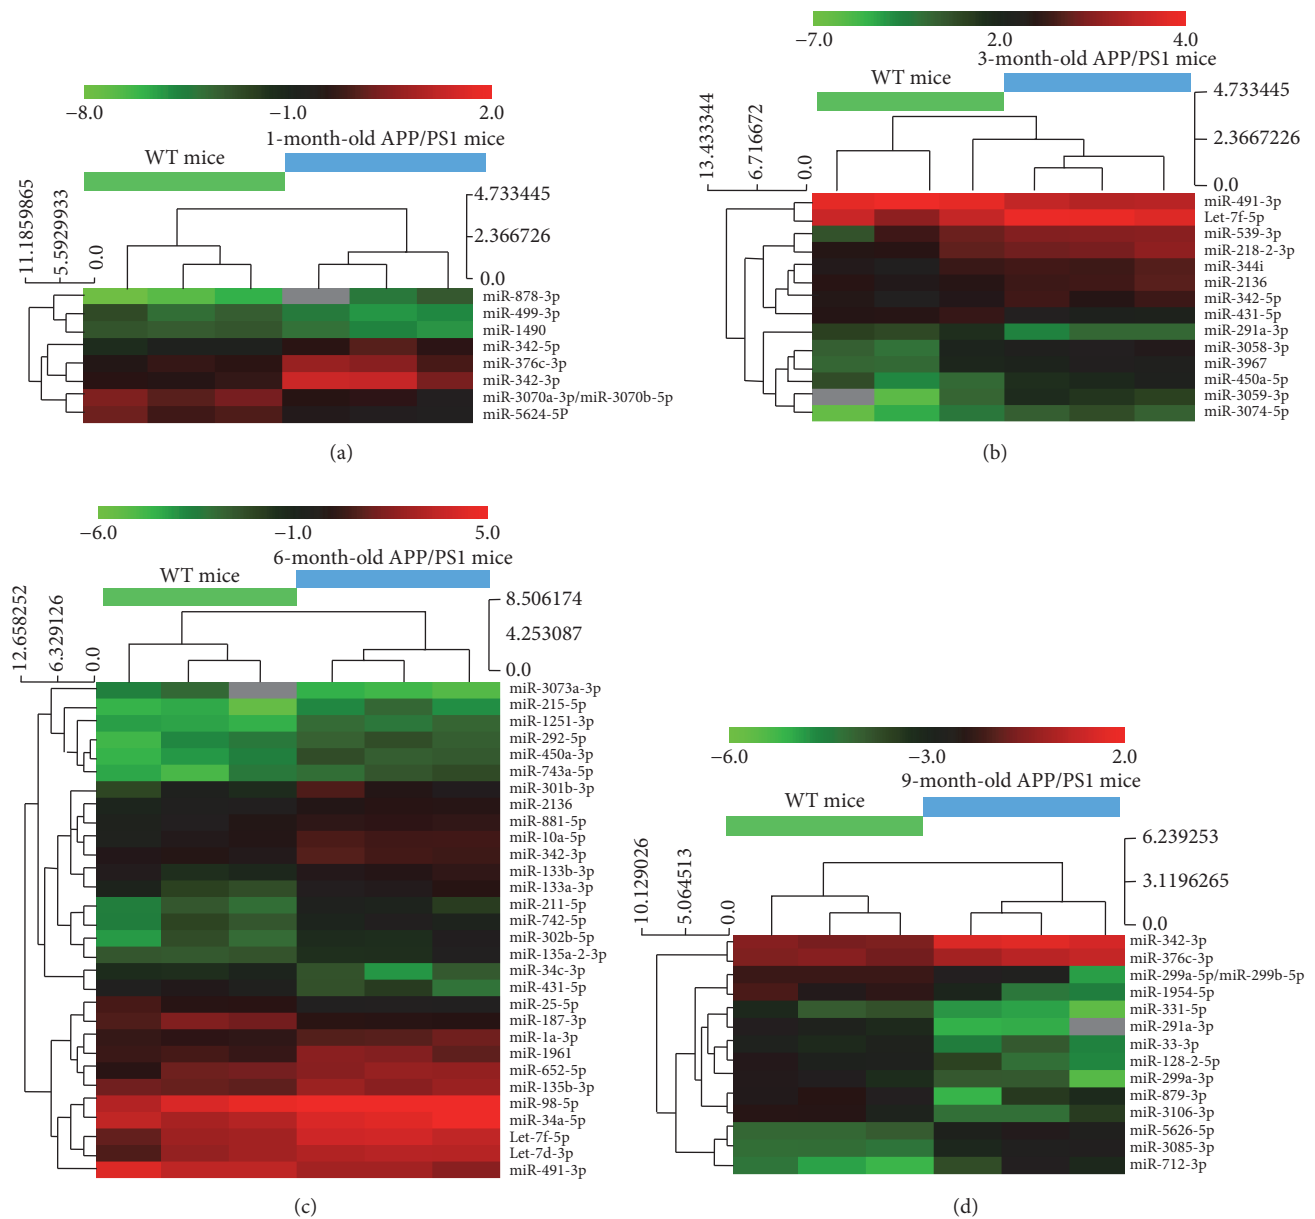 −8.0 −1.0 2.0
1-month-old APP/PS1 mice
WT mice
11.1859865
5.5929933
0.0
4.733445
2.366726
0.0
miR-878-3p
miR-499-3p
miR-1490
miR-342-5p
miR-376c-3p
miR-342-3p
miR-3070a-3p/miR-3070b-5p
miR-5624-5P
(a)
−7.0 2.0 4.0
3-month-old APP/PS1 mice
WT mice
13.433344
6.716672
0.0
4.733445
2.3667226
0.0
miR-491-3p
Let-7f-5p
miR-539-3p
miR-218-2-3p
miR-344i
miR-2136
miR-342-5p
miR-431-5p
miR-291a-3p
miR-3058-3p
miR-3967
miR-450a-5p
miR-3059-3p
miR-3074-5p
(b)
−6.0 −1.0 5.0
6-month-old APP/PS1 mice
WT mice
12.658252
6.329126
0.0
8.506174
4.253087
0.0
miR-3073a-3p
miR-215-5p
miR-1251-3p
miR-292-5p
miR-450a-3p
miR-743a-5p
miR-301b-3p
miR-2136
miR-881-5p
miR-10a-5p
miR-342-3p
miR-133b-3p
miR-133a-3p
miR-211-5p
miR-742-5p
miR-302b-5p
miR-135a-2-3p
miR-34c-3p
miR-431-5p
miR-25-5p
miR-187-3p
miR-1a-3p
miR-1961
miR-652-5p
miR-135b-3p
miR-98-5p
miR-34a-5p
Let-7f-5p
Let-7d-3p
miR-491-3p
(c)
−6.0 −3.0 2.0
9-month-old APP/PS1 mice
WT mice
10.129026
5.064513
0.0
6.239253
3.1196265
0.0
miR-342-3p
miR-376c-3p
miR-299a-5p/miR-299b-5p
miR-1954-5p
miR-331-5p
miR-291a-3p
miR-33-3p
miR-128-2-5p
miR-299a-3p
miR-879-3p
miR-3106-3p
miR-5626-5p
miR-3085-3p
miR-712-3p
(d)